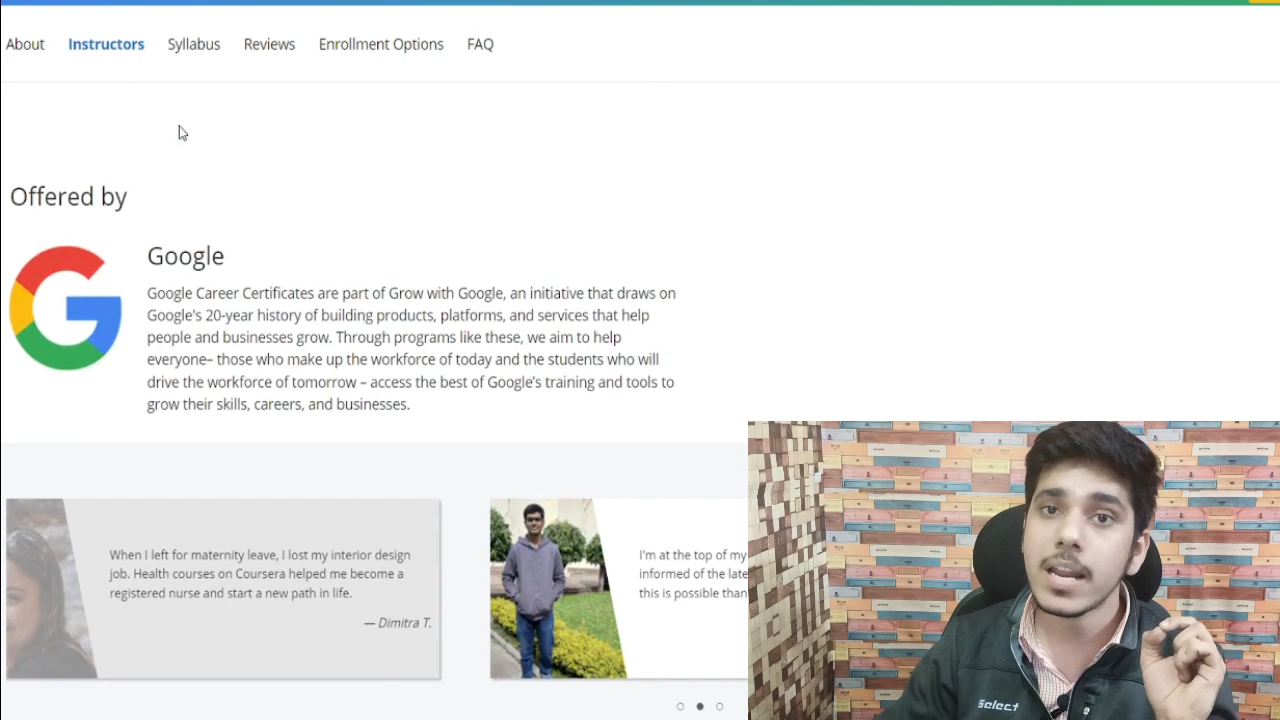 About Instructors Syllabus Reviews Enrollment Options FAQ
Offered by
Google
Google Career Certificates are part of Grow with Google, an initiative that draws on
Google's 20-year history of building products, platforms, and services that help
people and businesses grow. Through programs like these, we aim to help
everyone– those who make up the workforce of today and the students who will
drive the workforce of tomorrow – access the best of Google's training and tools to
grow their skills, careers, and businesses.
When I left for maternity leave, I lost my interior design
job. Health courses on Coursera helped me become a
registered nurse and start a new path in life.
— Dimitra T.
I'm at the top of my
informed of the late
this is possible than
Select